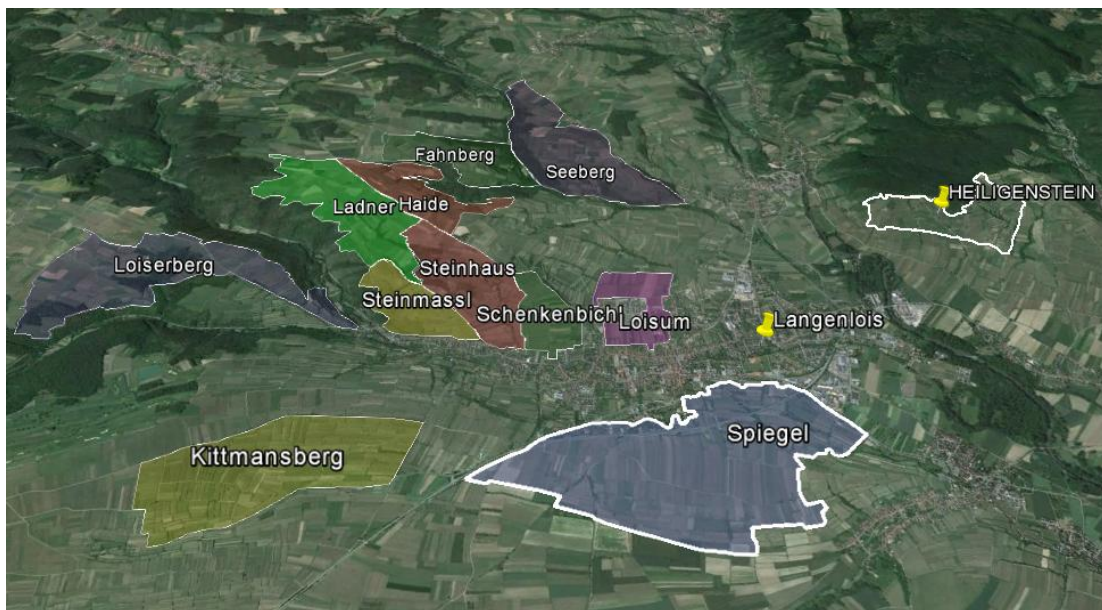 Fahnberg
Seeberg
HEILIGENSTEIN
Ladner
Haide
Loiserberg
Steinhaus
Steinmassl
Schenkenbichl
Loisum
Langenlois
Spiegel
Kittmansberg